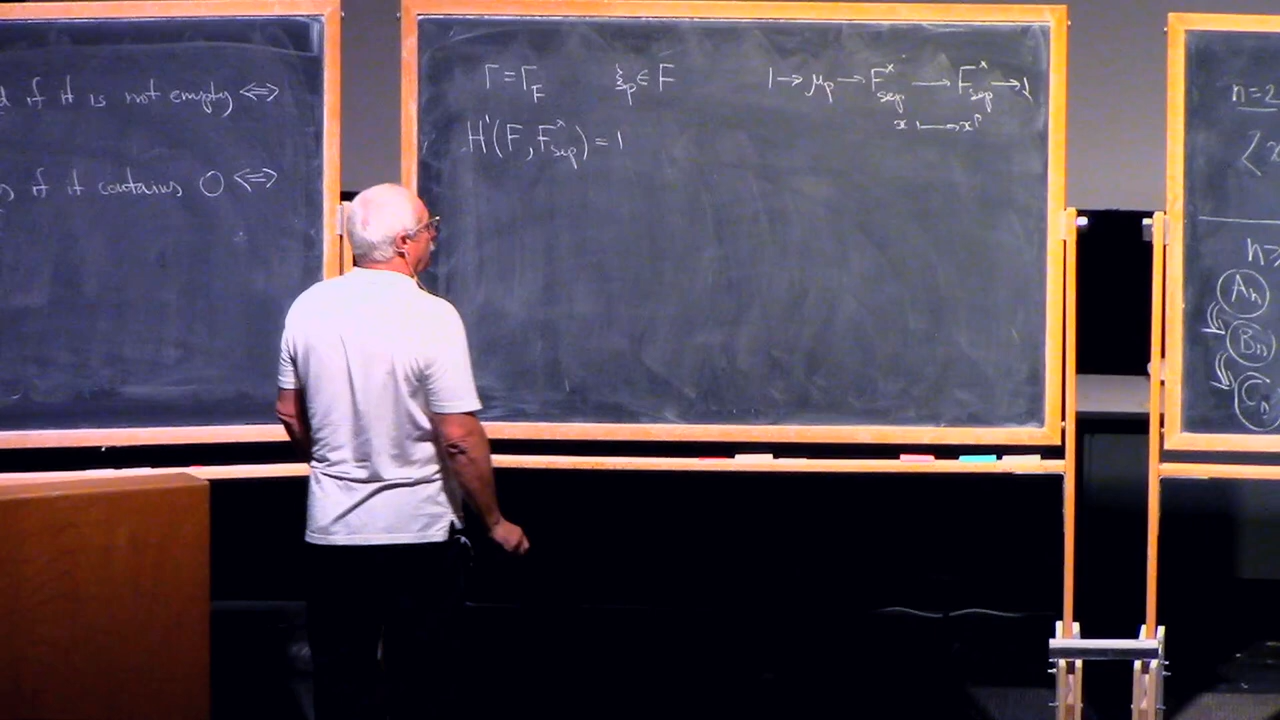 if it is not empty ⟺
if it contains 0 ⟺
Γ=Γ_F ξ_p ∈ F 1 → μ_p → F_sep^× → F_sep^× → 1
x ⟼ x^p
H^1(F, F_sep^×) = 1
n=2
n≥
A_n
B_n
C_n